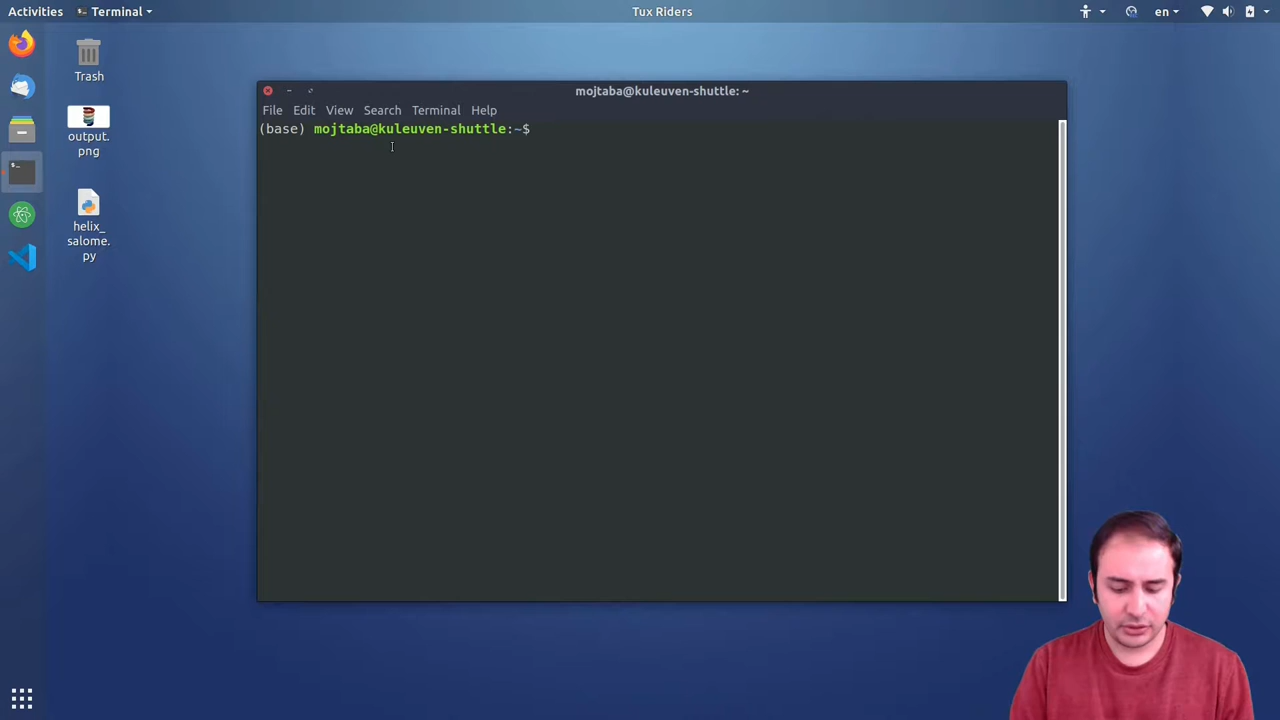 Activities
Terminal
Tux Riders
en
Trash
output.
png
helix_
salome.
py
mojtaba@kuleuven-shuttle: ~
File Edit View Search Terminal Help
(base) mojtaba@kuleuven-shuttle:~$